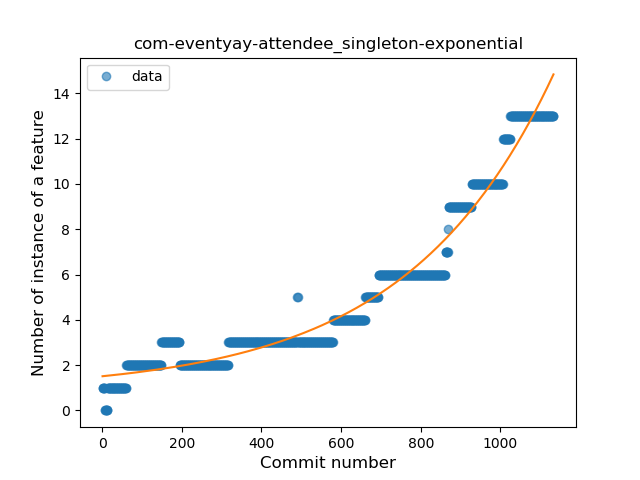 com-eventyay-attendee_singleton-exponential
data
Number of instance of a feature
14
12
10
8
6
4
2
0
0 200 400 600 800 1000
Commit number